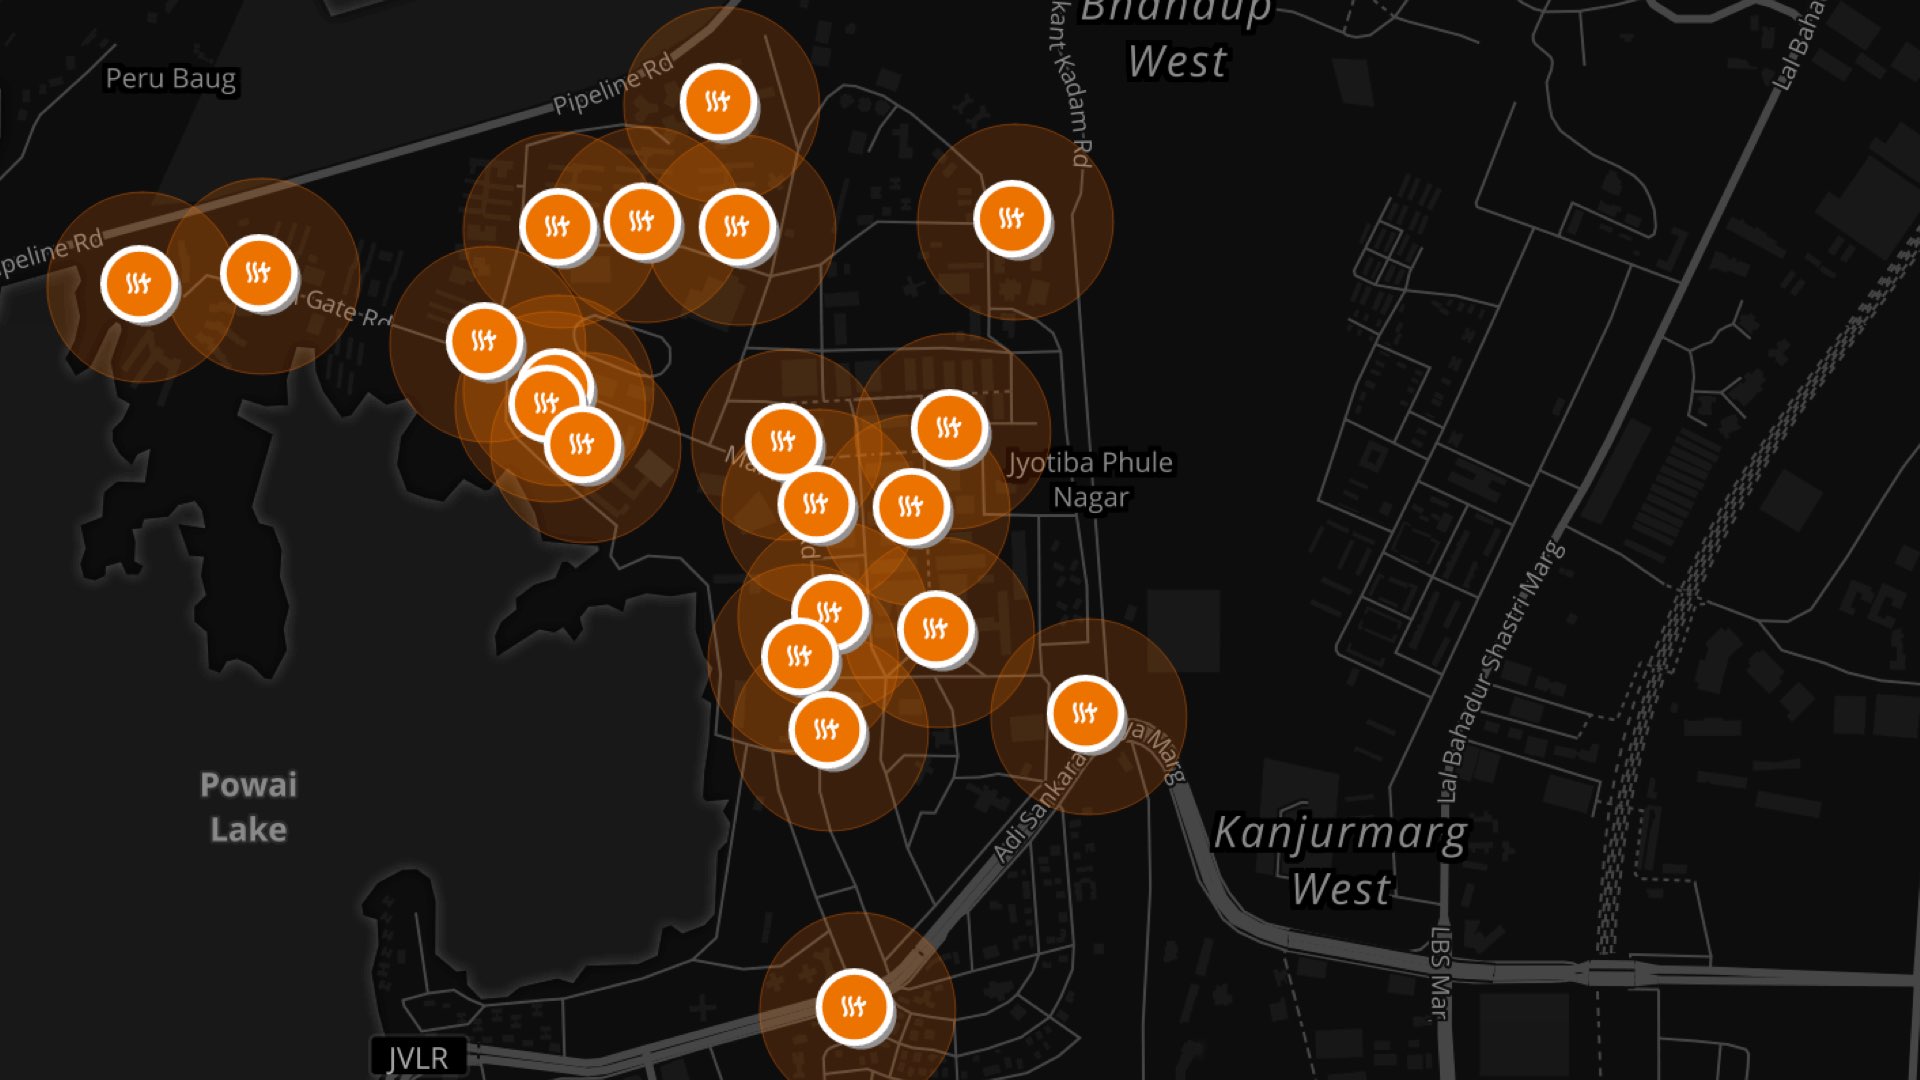 Bhandup
West
Peru Baug
Pipeline Rd
kant Kadam Rd
Lal Baha
peline Rd
Gate Rd
Jyotiba Phule
Nagar
Lal Bahadur Shastri Marg
Powai
Lake
Adi Sankara
ya Marg
Kanjurmarg
West
LBS Mar
JVLR